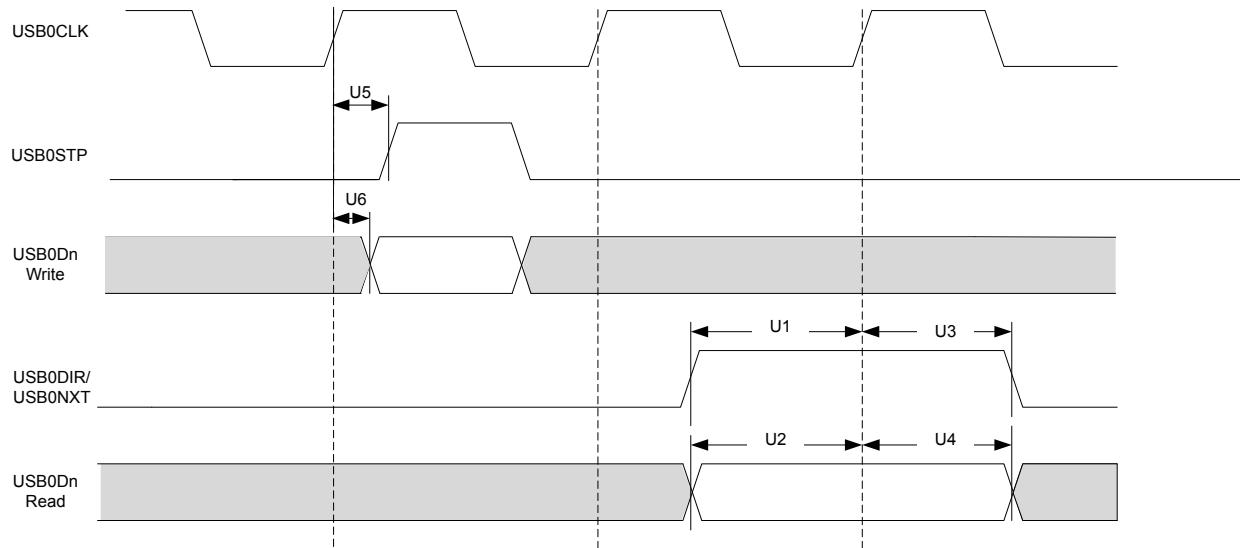 USB0CLK
U5
USB0STP
U6
USB0Dn
Write
U1
U3
USB0DIR/
USB0NXT
U2
U4
USB0Dn
Read